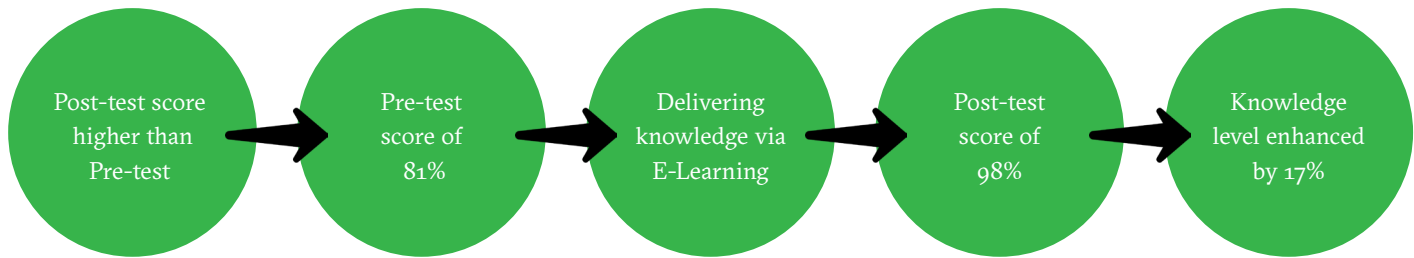 Post-test score
higher than
Pre-test
Pre-test
score of
81%
Delivering
knowledge via
E-Learning
Post-test
score of
98%
Knowledge
level enhanced
by 17%